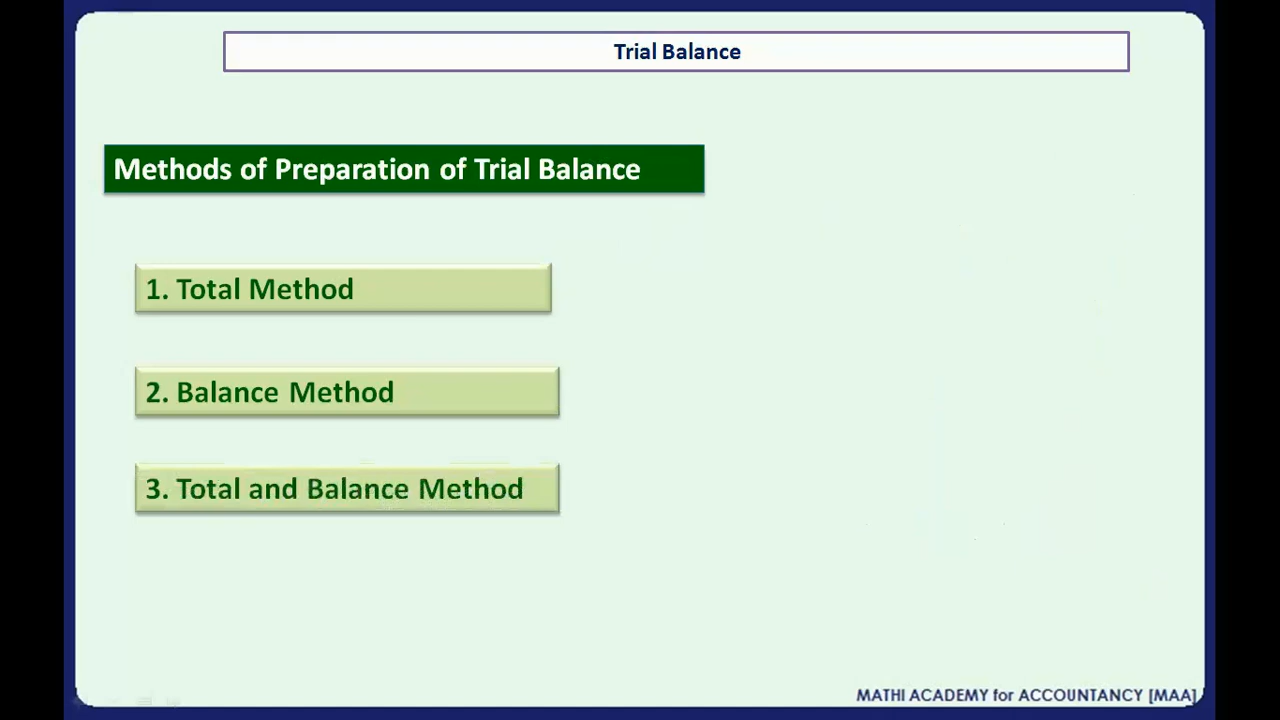 Trial Balance
Methods of Preparation of Trial Balance
1. Total Method
2. Balance Method
3. Total and Balance Method
MATHI ACADEMY for ACCOUNTANCY [MAA]